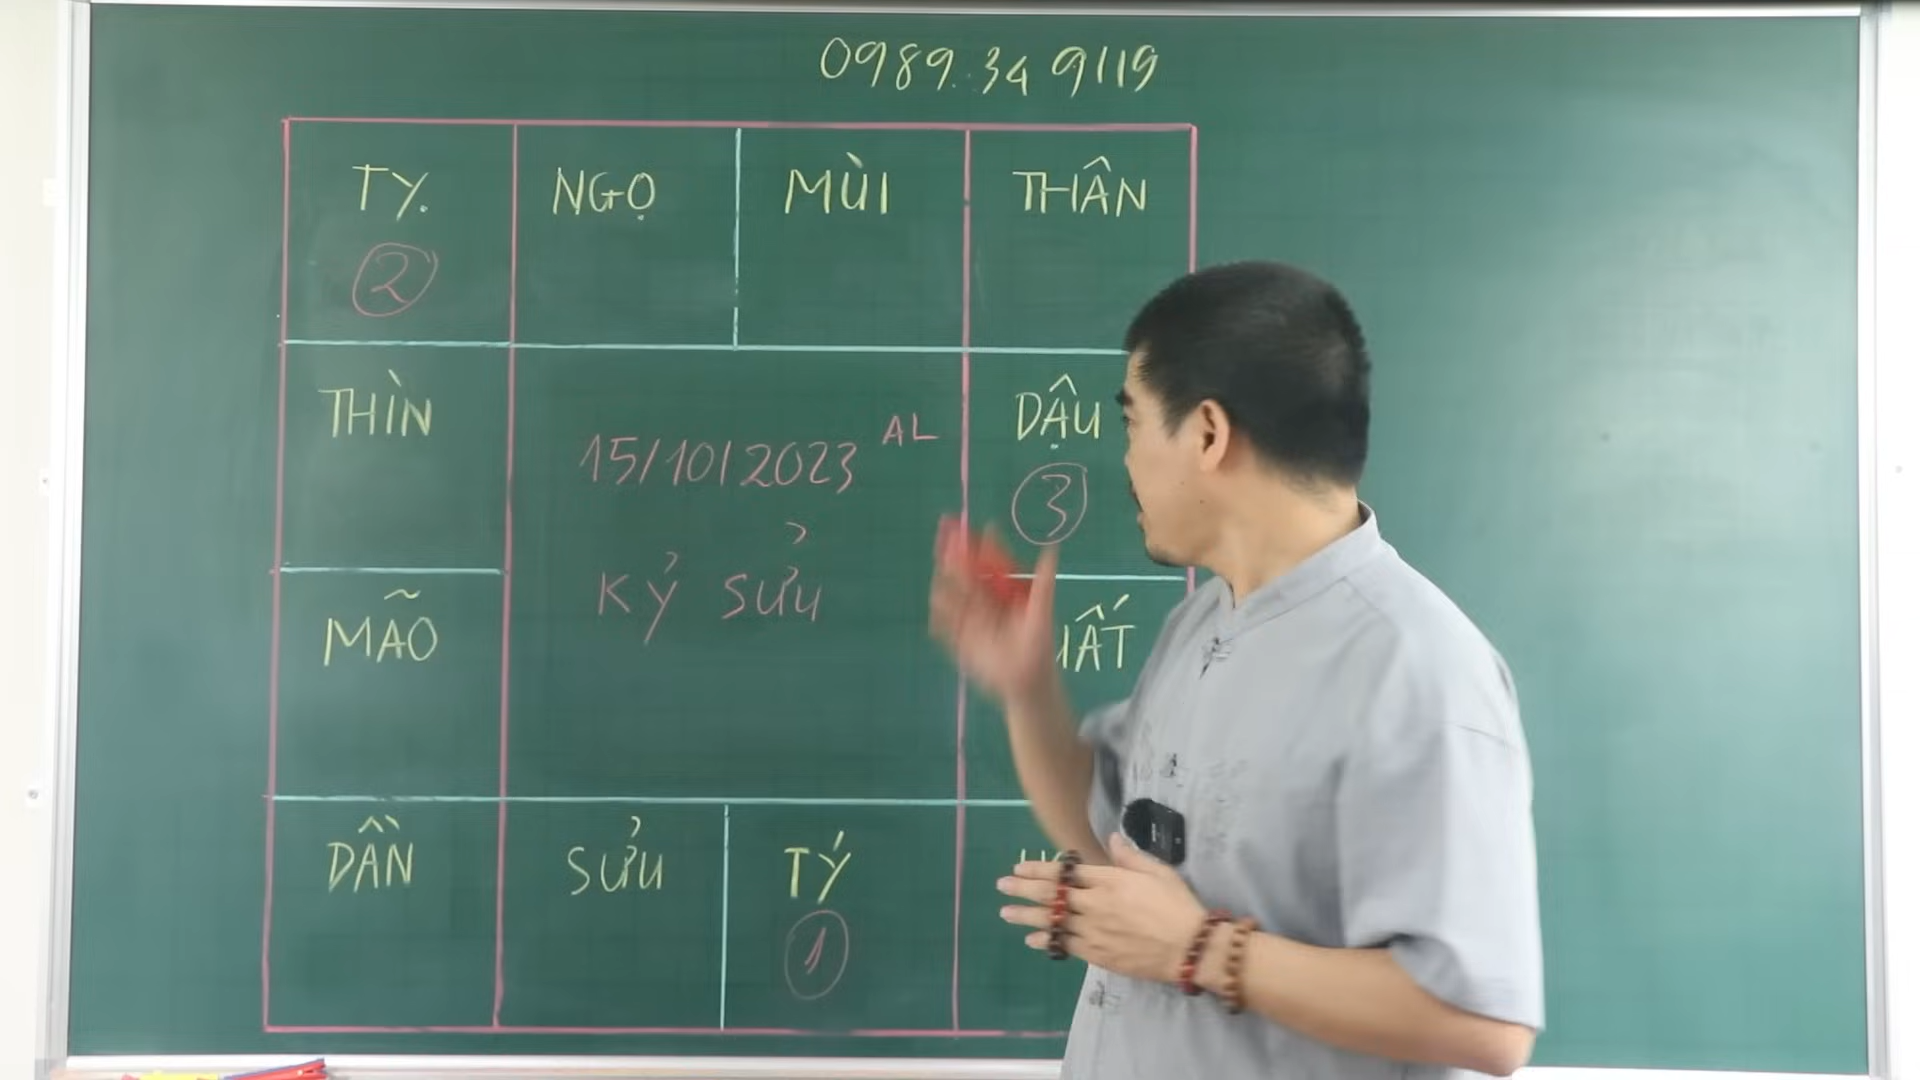 0989.34 9119
TY. NGỌ MÙI THÂN
2
THÌN DẬU
15/10/2023 AL
3
KỶ SỬU
MÃO
DẦN SỬU TÝ
1